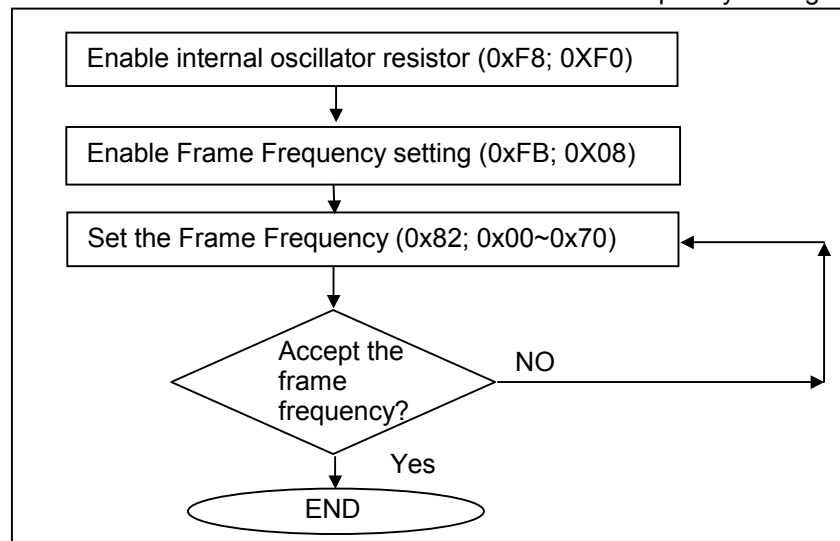 Enable internal oscillator resistor (0xF8; 0XF0)
Enable Frame Frequency setting (0xFB; 0X08)
Set the Frame Frequency (0x82; 0x00~0x70)
Accept the
frame
frequency?
NO
Yes
END